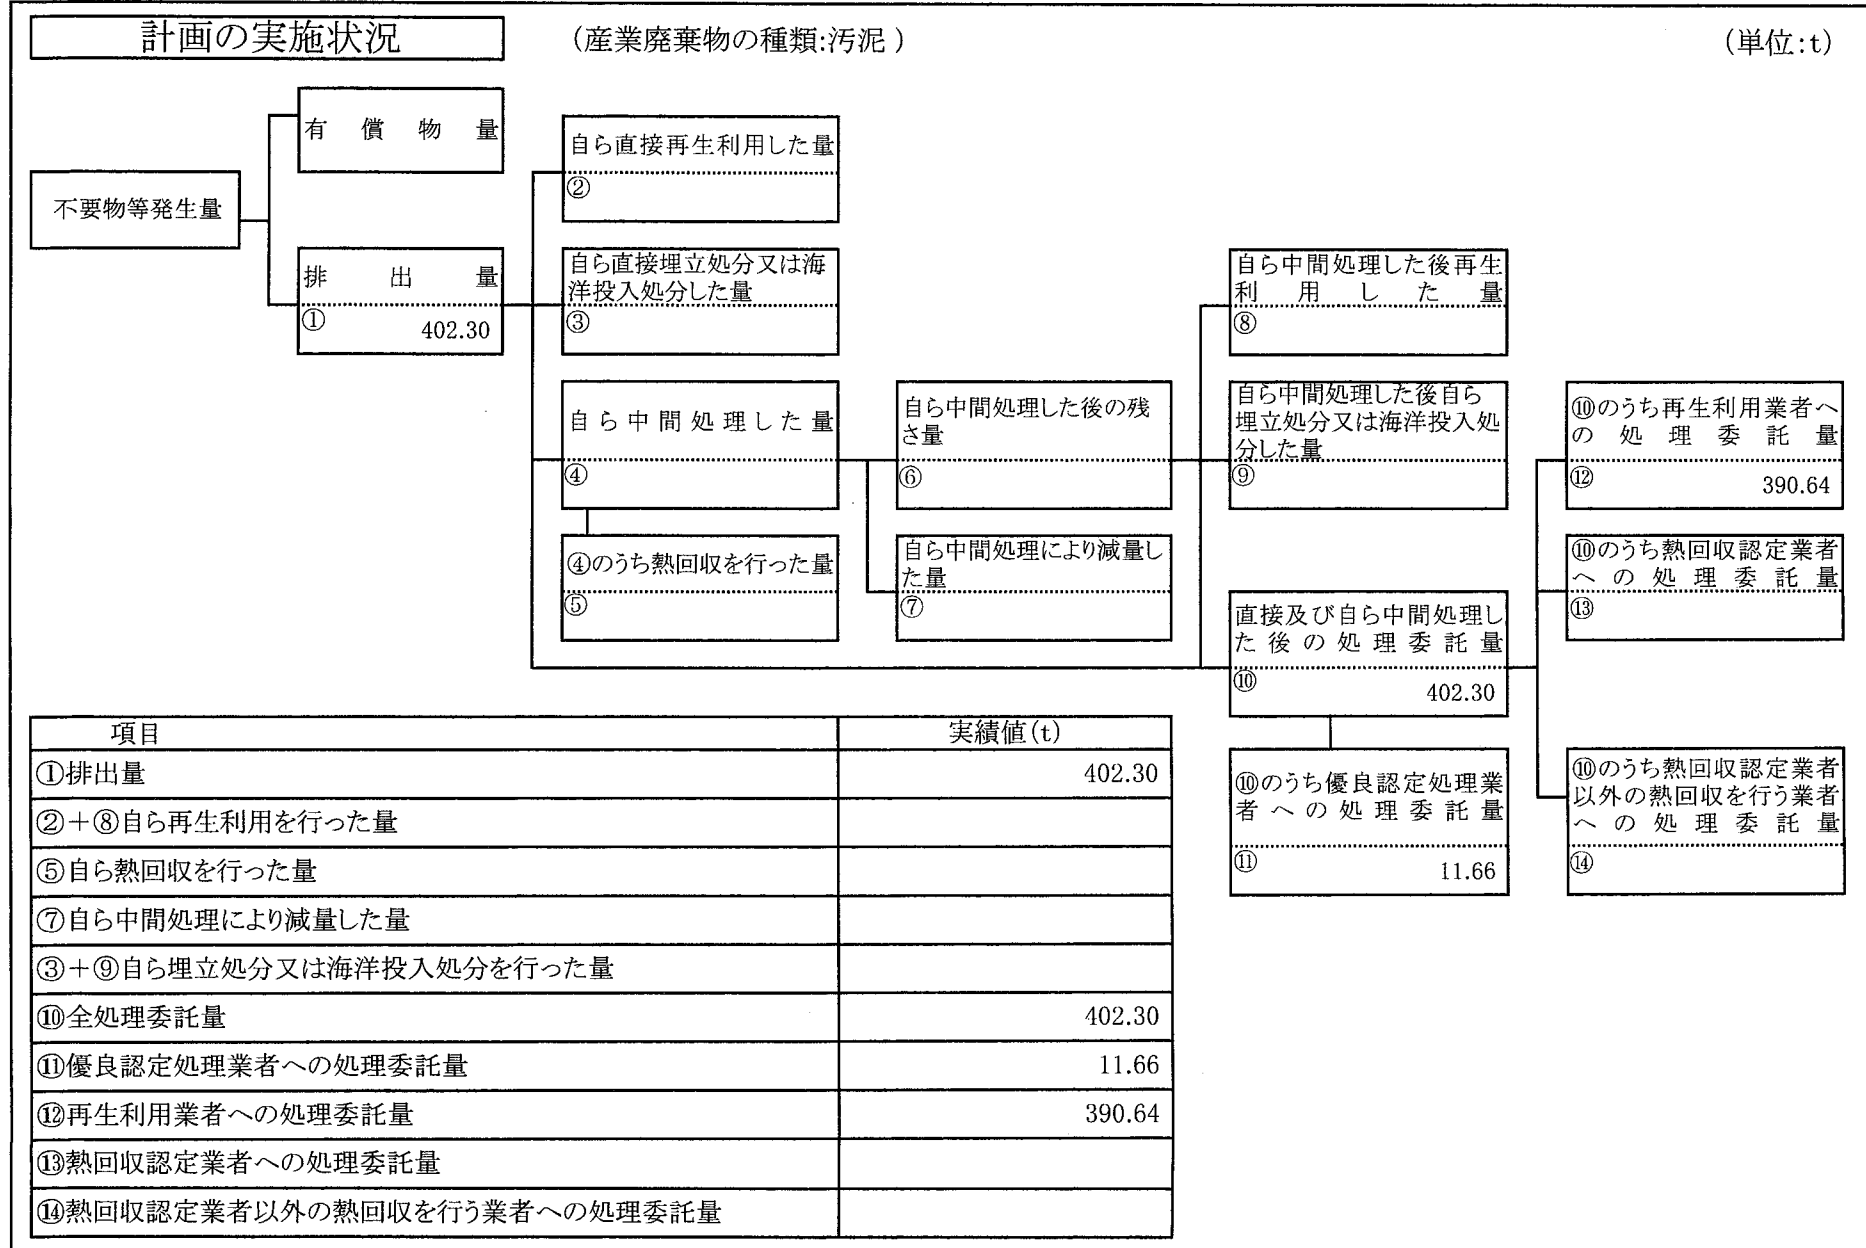 計画の実施状況
（産業廃棄物の種類:汚泥 ）
（単位:t）
有償物量
不要物等発生量
排出量
① 402.30
自ら直接再生利用した量
②
自ら直接埋立処分又は海
洋投入処分した量
③
自ら中間処理した量
④
④のうち熱回収を行った量
⑤
自ら中間処理した後の残
さ量
⑥
自ら中間処理により減量し
た量
⑦
自ら中間処理した後再生
利用した量
⑧
自ら中間処理した後自ら
埋立処分又は海洋投入処
分した量
⑨
直接及び自ら中間処理し
た後の処理委託量
⑩ 402.30
⑩のうち優良認定処理業
者への処理委託量
⑪ 11.66
⑩のうち再生利用業者へ
の処理委託量
⑫ 390.64
⑩のうち熱回収認定業者
への処理委託量
⑬
⑩のうち熱回収認定業者
以外の熱回収を行う業者
への処理委託量
⑭
項目 実績値(t)
①排出量 402.30
②＋⑧自ら再生利用を行った量
⑤自ら熱回収を行った量
⑦自ら中間処理により減量した量
③＋⑨自ら埋立処分又は海洋投入処分を行った量
⑩全処理委託量 402.30
⑪優良認定処理業者への処理委託量 11.66
⑫再生利用業者への処理委託量 390.64
⑬熱回収認定業者への処理委託量
⑭熱回収認定業者以外の熱回収を行う業者への処理委託量